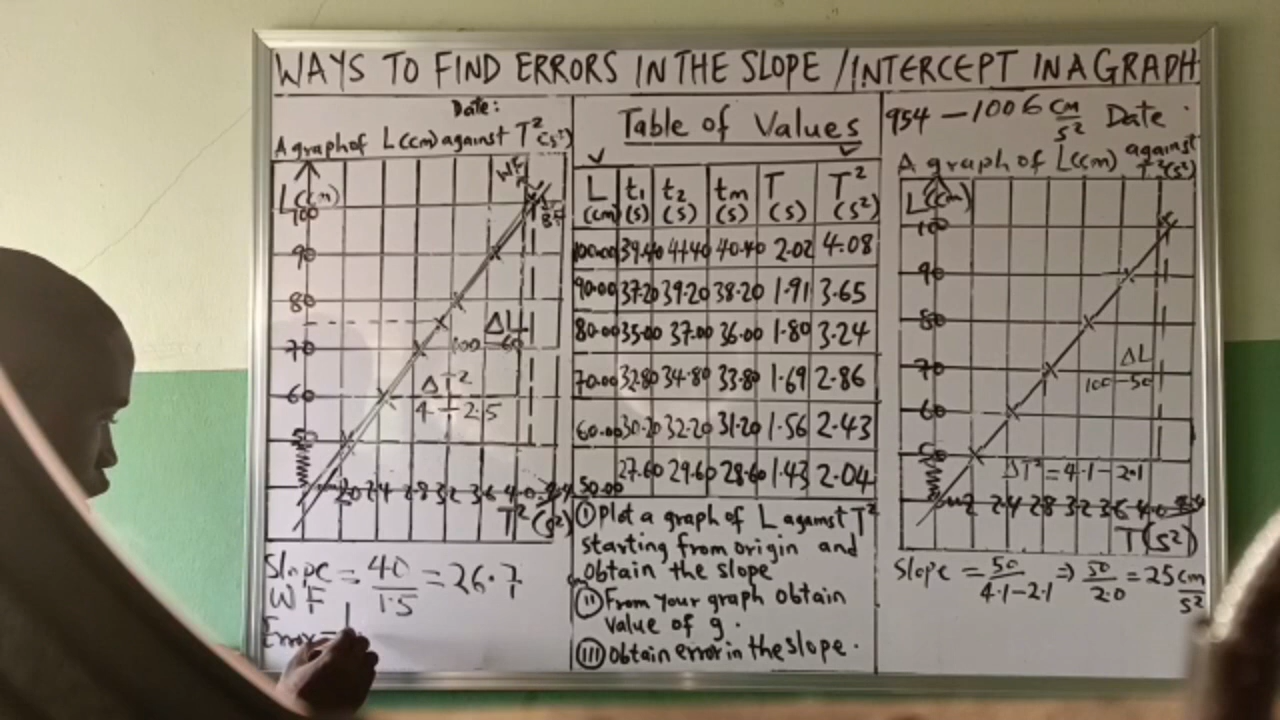 WAYS TO FIND ERRORS IN THE SLOPE / INTERCEPT IN A GRAPH
Date:
A graph of L(cm) against T²(s²)
L(cm)
WF
100
90
80
ΔL
70
100 - 60
ΔT²
60
4 - 2.5
50
2.0 2.4 2.8 3.2 3.6 4.0
T²(s²)
Slope = 40/1.5 = 26.7
WF
Error =
Table of Values
L (cm) t₁ (s) t₂ (s) tm (s) T (s) T² (s²)
100.00 39.40 41.40 40.40 2.02 4.08
90.00 37.20 39.20 38.20 1.91 3.65
80.00 35.00 37.00 36.00 1.80 3.24
70.00 32.80 34.80 33.80 1.69 2.86
60.00 30.20 32.20 31.20 1.56 2.43
50.00 27.60 29.60 28.60 1.43 2.04
(I) Plot a graph of L against T²
starting from origin and
obtain the slope
(II) From your graph obtain
value of g.
(III) Obtain error in the slope.
954 - 1006 cm/s² Date
A graph of L(cm) against T²(s²)
L(cm)
100
90
80
ΔL
70
100 - 50
60
50
ΔT² = 4.1 - 2.1
2 2.4 2.8 3.2 3.6 4.0
T(s²)
Slope = 50/4.1-2.1 ⇒ 50/2.0 = 25 cm/s²